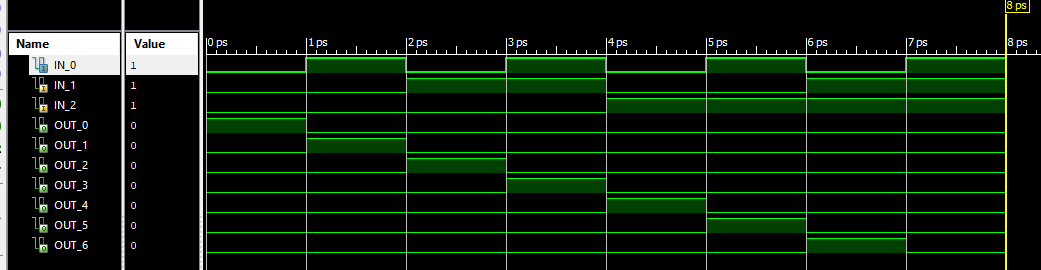 8 ps
Name Value 0 ps 1 ps 2 ps 3 ps 4 ps 5 ps 6 ps 7 ps 8 ps
IN_0 1
IN_1 1
IN_2 1
OUT_0 0
OUT_1 0
OUT_2 0
OUT_3 0
OUT_4 0
OUT_5 0
OUT_6 0